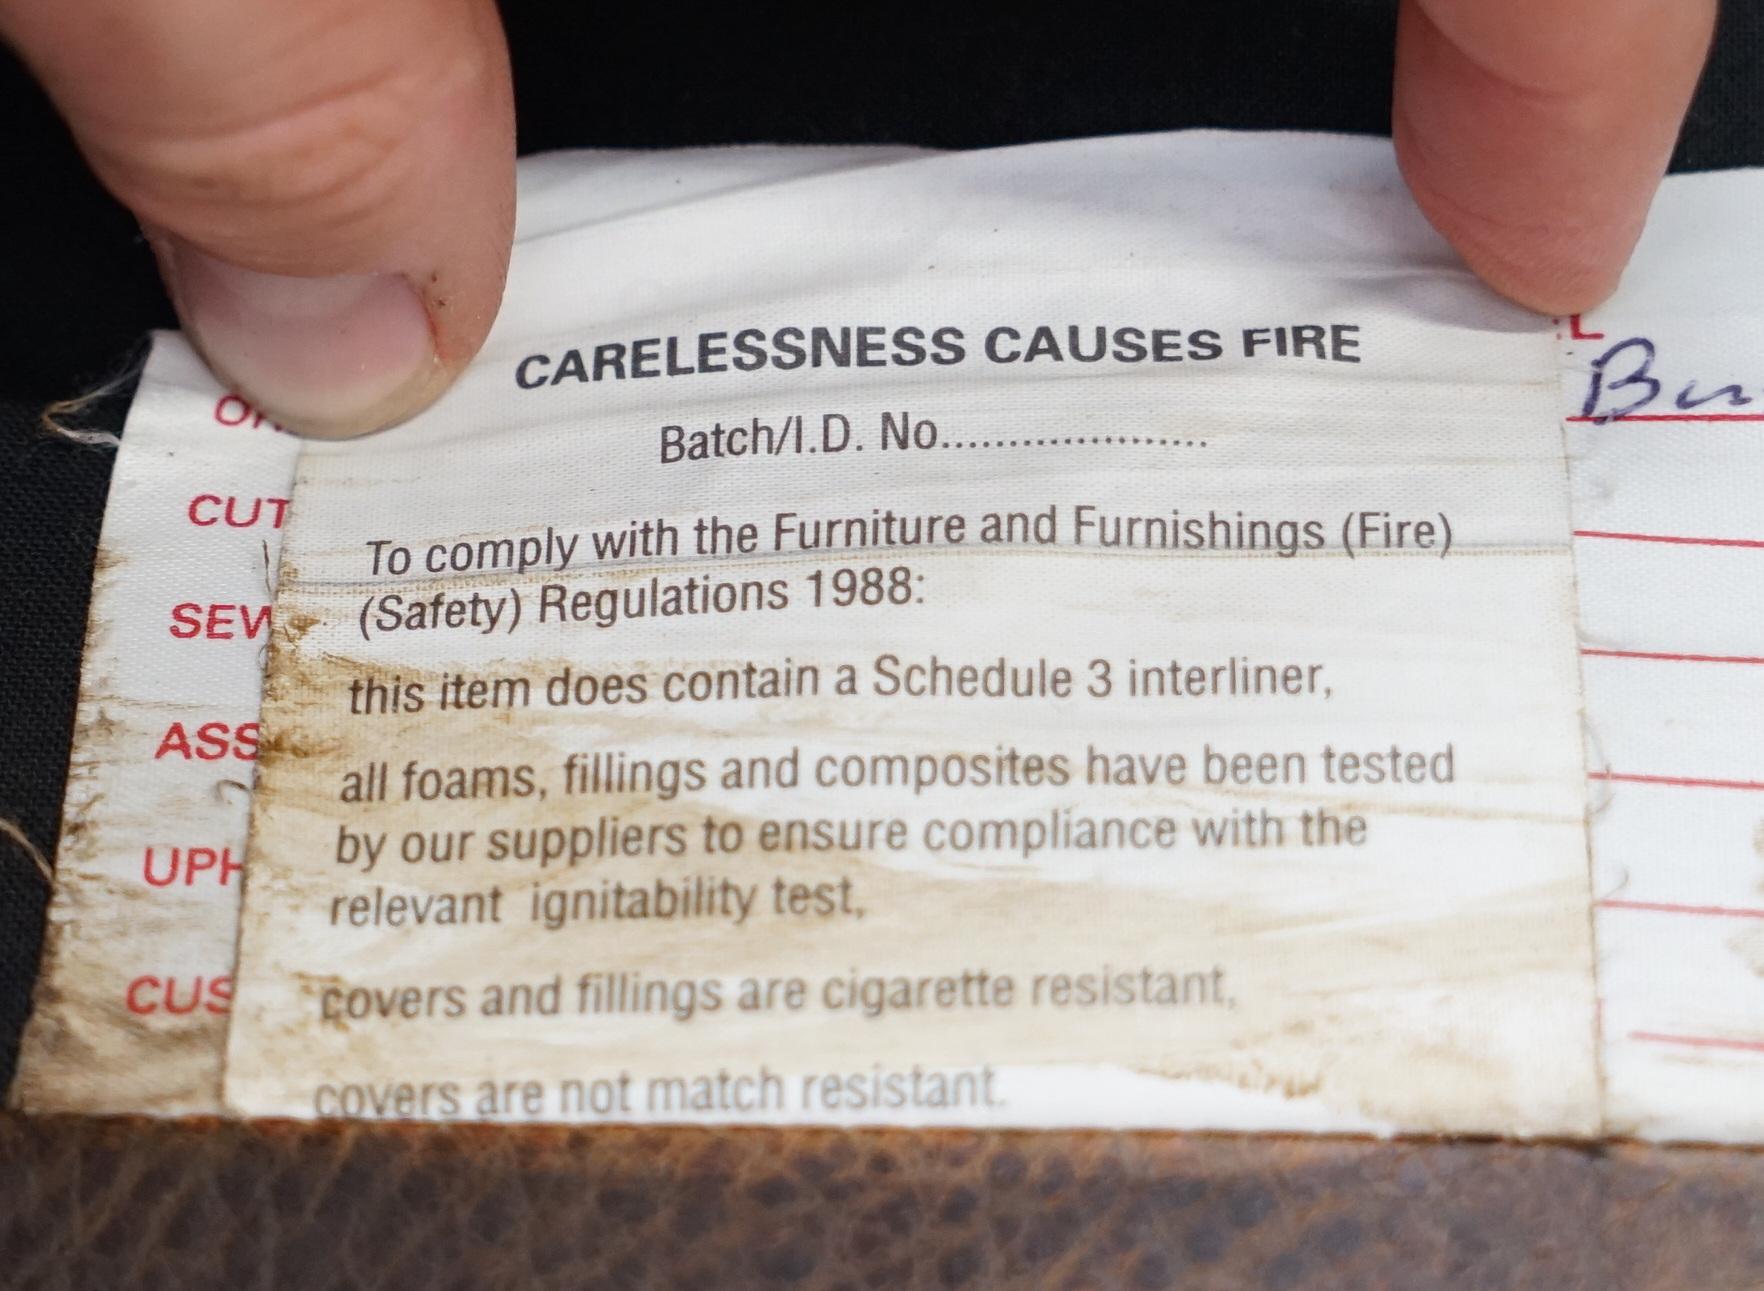 CARELESSNESS CAUSES FIRE
Batch/I.D. No.....................
To comply with the Furniture and Furnishings (Fire)
(Safety) Regulations 1988:
this item does contain a Schedule 3 interliner,
all foams, fillings and composites have been tested
by our suppliers to ensure compliance with the
relevant ignitability test,
covers and fillings are cigarette resistant,
covers are not match resistant.
CUT
SEW
ASS
UPH
CUS